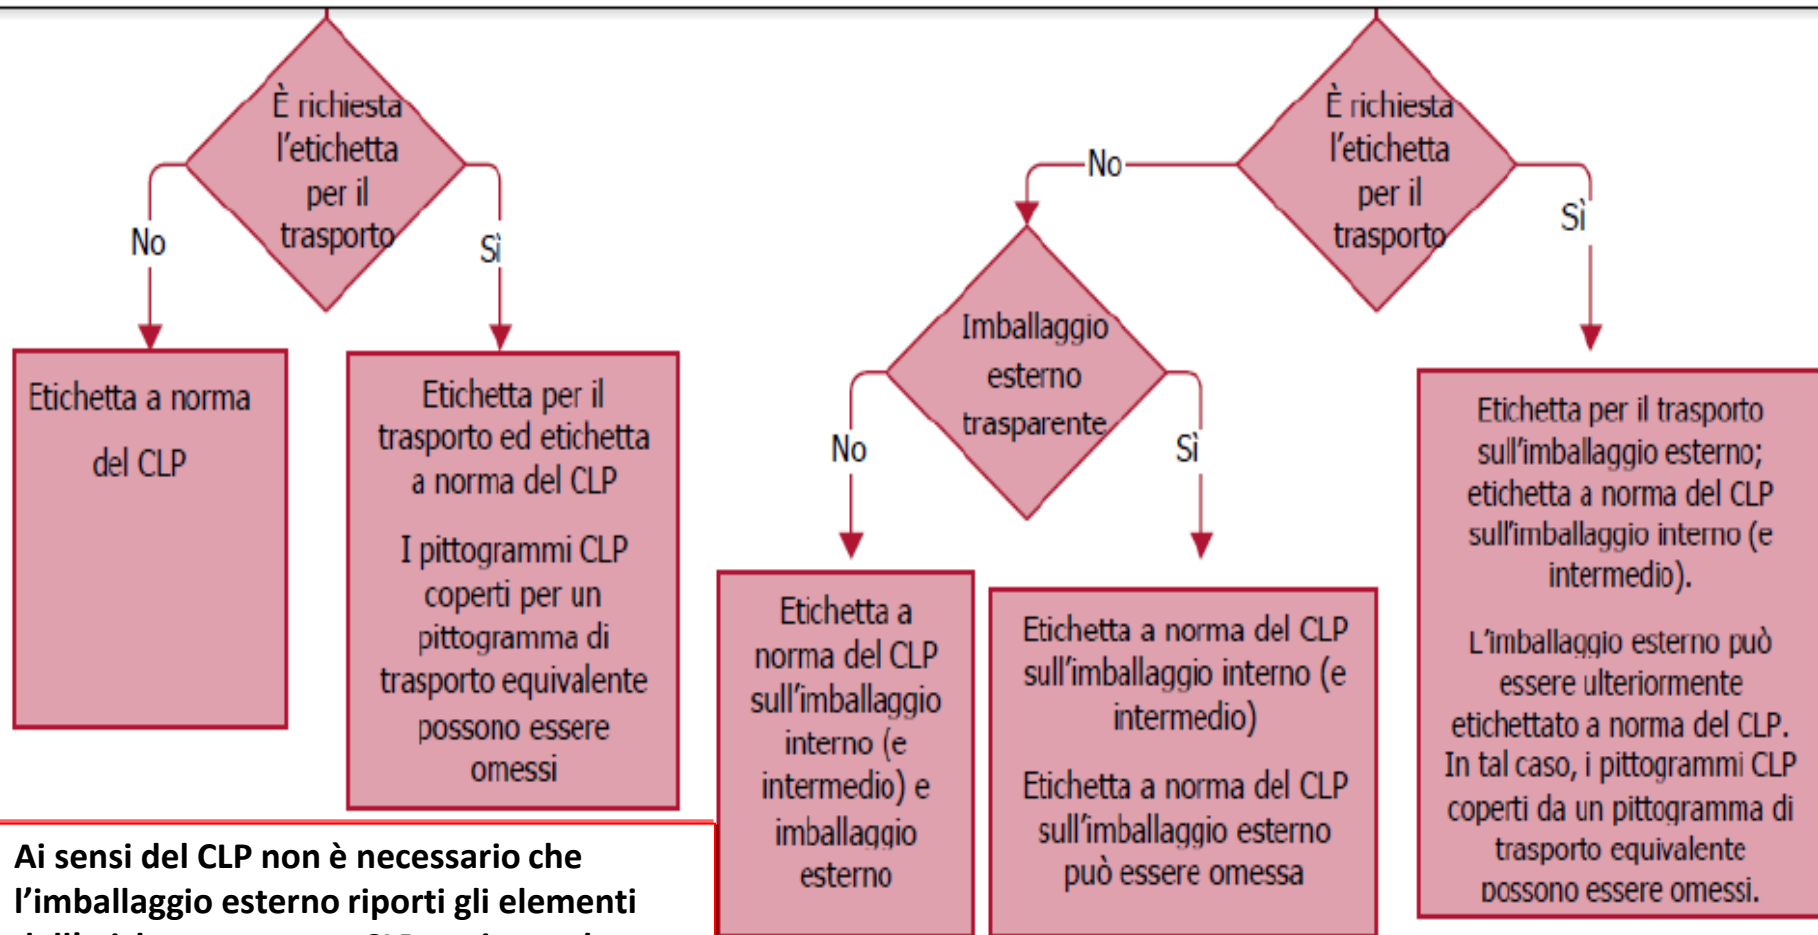 È richiesta
l'etichetta
per il
trasporto
No
Sì
Etichetta a norma
del CLP
Etichetta per il
trasporto ed etichetta
a norma del CLP
I pittogrammi CLP
coperti per un
pittogramma di
trasporto equivalente
possono essere
omessi
È richiesta
l'etichetta
per il
trasporto
No
Sì
Imballaggio
esterno
trasparente
No
Sì
Etichetta a
norma del CLP
sull'imballaggio
interno (e
intermedio) e
imballaggio
esterno
Etichetta a norma del CLP
sull'imballaggio interno (e
intermedio)
Etichetta a norma del CLP
sull'imballaggio esterno
può essere omessa
Etichetta per il trasporto
sull'imballaggio esterno;
etichetta a norma del CLP
sull'imballaggio interno (e
intermedio).
L'imballaggio esterno può
essere ulteriormente
etichettato a norma del CLP.
In tal caso, i pittogrammi CLP
coperti da un pittogramma di
trasporto equivalente
possono essere omessi.
Ai sensi del CLP non è necessario che
l'imballaggio esterno riporti gli elementi